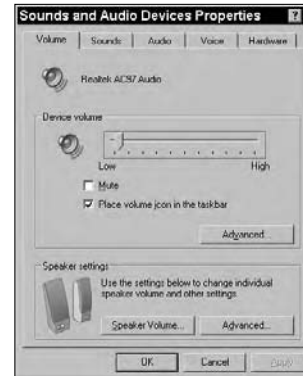 Sounds and Audio Devices Properties ?
Volume Sounds Audio Voice Hardware
Realtek AC97 Audio
Device volume
Low High
Mute
Place volume icon in the taskbar
Advanced...
Speaker settings
Use the settings below to change individual
speaker volume and other settings.
Speaker Volume... Advanced...
OK Cancel Apply